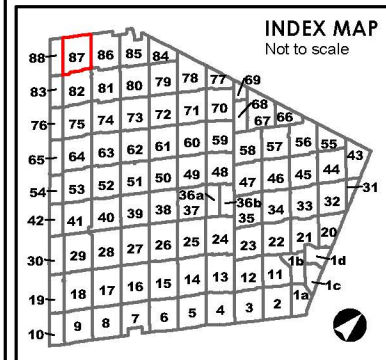 INDEX MAP
Not to scale
88 87 86 85 84
83 82 81 80 79 78 77 69
76 75 74 73 72 71 70 68 67 66
65 64 63 62 61 60 59 58 57 56 55 43
54 53 52 51 50 49 48 47 46 45 44 31
42 41 40 39 38 37 36a 36b 35 34 33 32
30 29 28 27 26 25 24 23 22 21 20
19 18 17 16 15 14 13 12 11 1b 1d
10 9 8 7 6 5 4 3 2 1a 1c